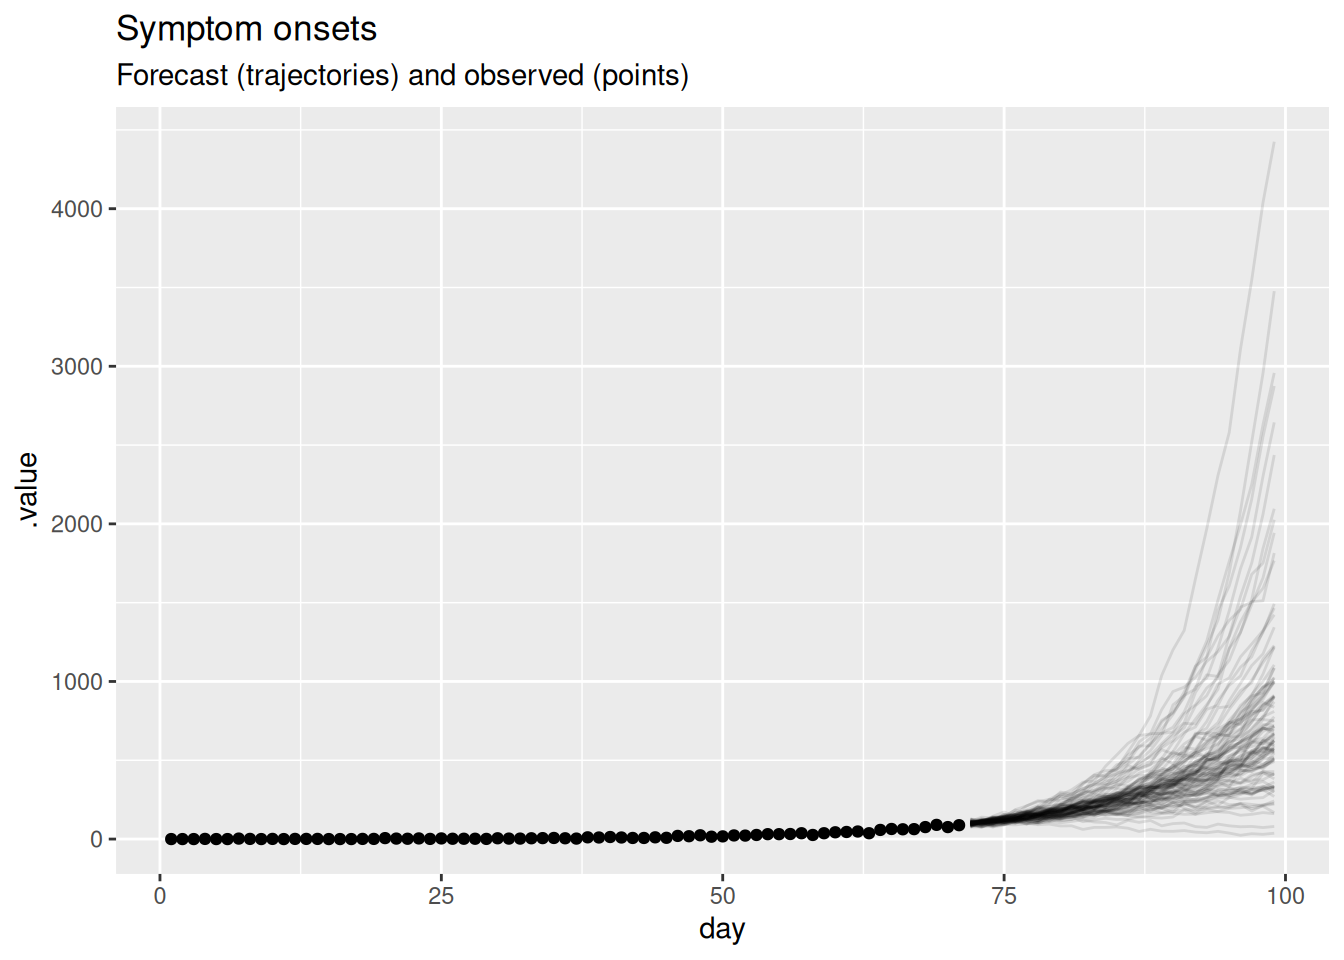 Symptom onsets
Forecast (trajectories) and observed (points)
.value
4000
3000
2000
1000
0
0 25 50 75 100
day